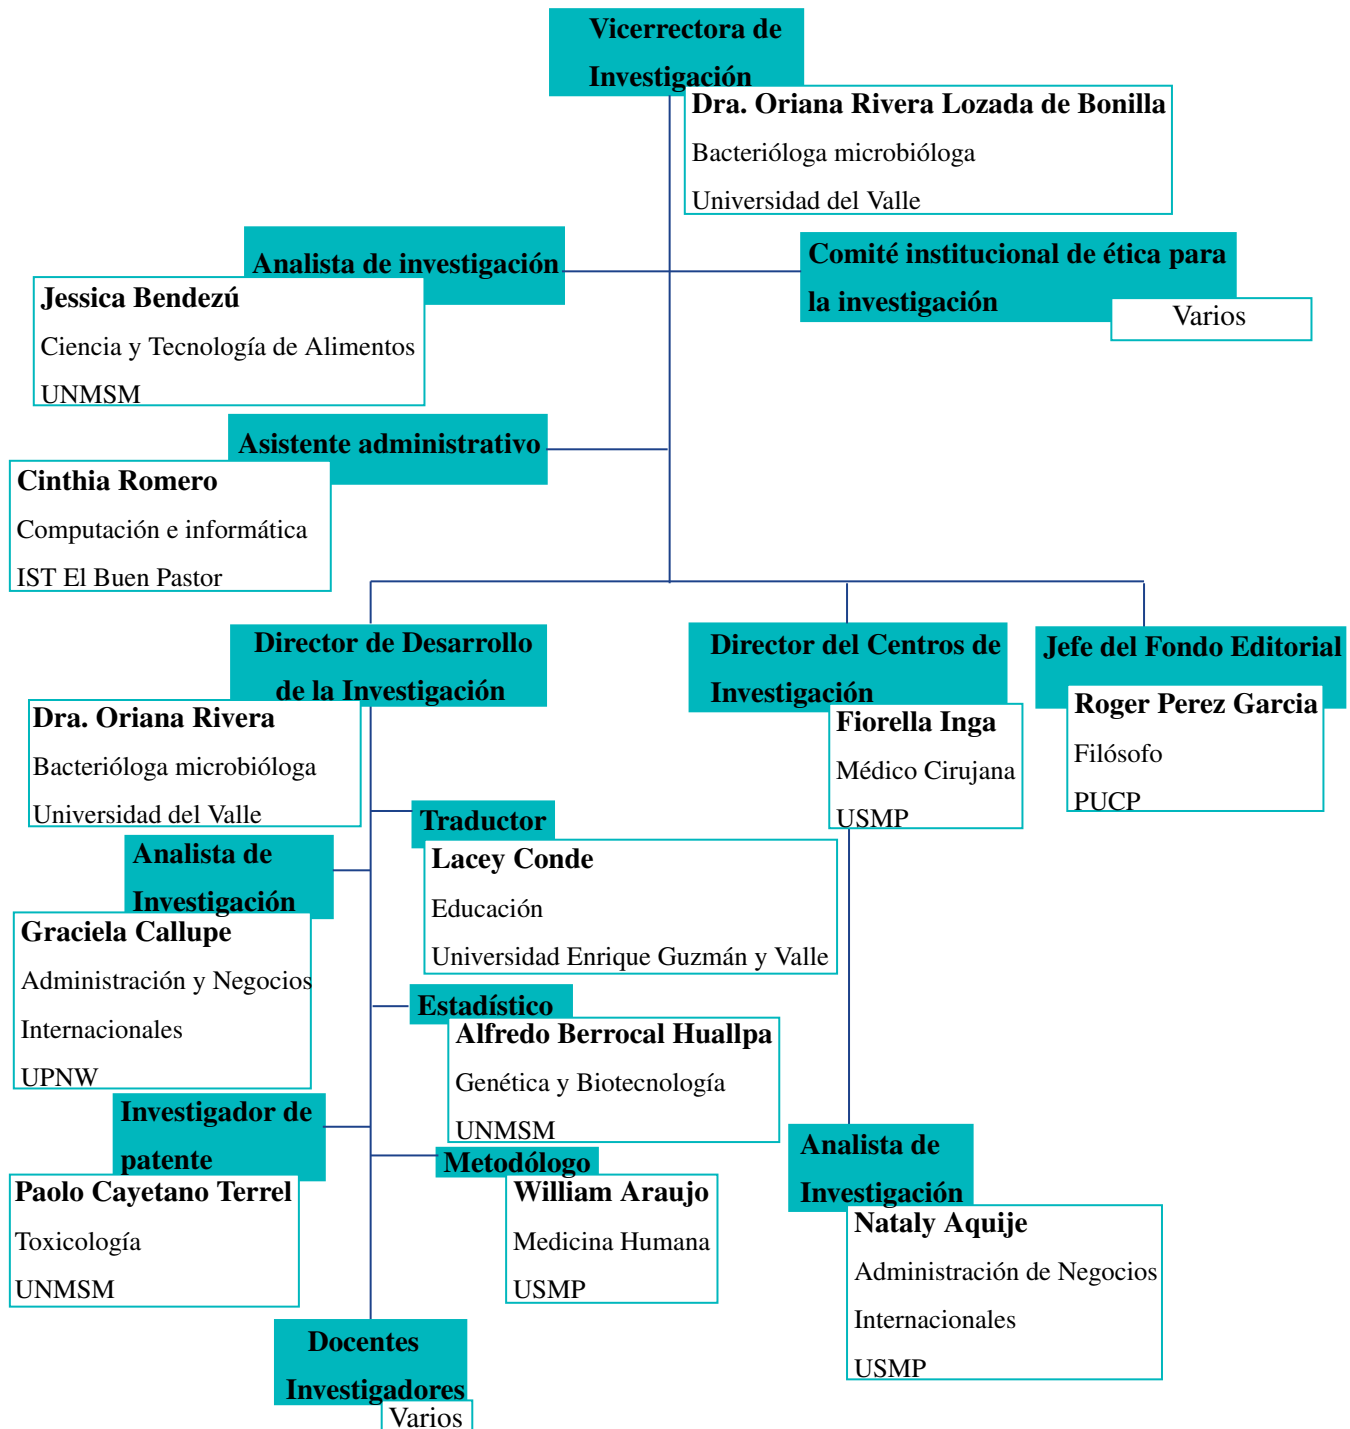 Vicerrectora de
Investigación
Dra. Oriana Rivera Lozada de Bonilla
Bacterióloga microbióloga
Universidad del Valle
Analista de investigación
Jessica Bendezú
Ciencia y Tecnología de Alimentos
UNMSM
Comité institucional de ética para
la investigación
Varios
Asistente administrativo
Cinthia Romero
Computación e informática
IST El Buen Pastor
Director de Desarrollo
de la Investigación
Dra. Oriana Rivera
Bacterióloga microbióloga
Universidad del Valle
Director del Centros de
Investigación
Fiorella Inga
Médico Cirujana
USMP
Jefe del Fondo Editorial
Roger Perez Garcia
Filósofo
PUCP
Traductor
Lacey Conde
Educación
Universidad Enrique Guzmán y Valle
Analista de
Investigación
Graciela Callupe
Administración y Negocios
Internacionales
UPNW
Estadístico
Alfredo Berrocal Huallpa
Genética y Biotecnología
UNMSM
Investigador de
patente
Paolo Cayetano Terrel
Toxicología
UNMSM
Metodólogo
William Araujo
Medicina Humana
USMP
Analista de
Investigación
Nataly Aquije
Administración de Negocios
Internacionales
USMP
Docentes
Investigadores
Varios